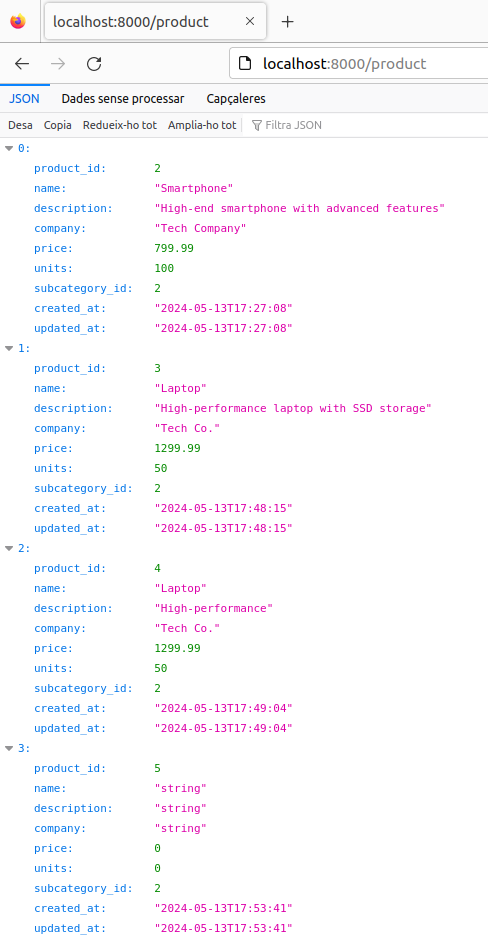 localhost:8000/product
localhost:8000/product
JSON Dades sense processar Capçaleres
Desa Copia Redueix-ho tot Amplia-ho tot Filtra JSON
0:
product_id: 2
name: "Smartphone"
description: "High-end smartphone with advanced features"
company: "Tech Company"
price: 799.99
units: 100
subcategory_id: 2
created_at: "2024-05-13T17:27:08"
updated_at: "2024-05-13T17:27:08"
1:
product_id: 3
name: "Laptop"
description: "High-performance laptop with SSD storage"
company: "Tech Co."
price: 1299.99
units: 50
subcategory_id: 2
created_at: "2024-05-13T17:48:15"
updated_at: "2024-05-13T17:48:15"
2:
product_id: 4
name: "Laptop"
description: "High-performance"
company: "Tech Co."
price: 1299.99
units: 50
subcategory_id: 2
created_at: "2024-05-13T17:49:04"
updated_at: "2024-05-13T17:49:04"
3:
product_id: 5
name: "string"
description: "string"
company: "string"
price: 0
units: 0
subcategory_id: 2
created_at: "2024-05-13T17:53:41"
updated_at: "2024-05-13T17:53:41"